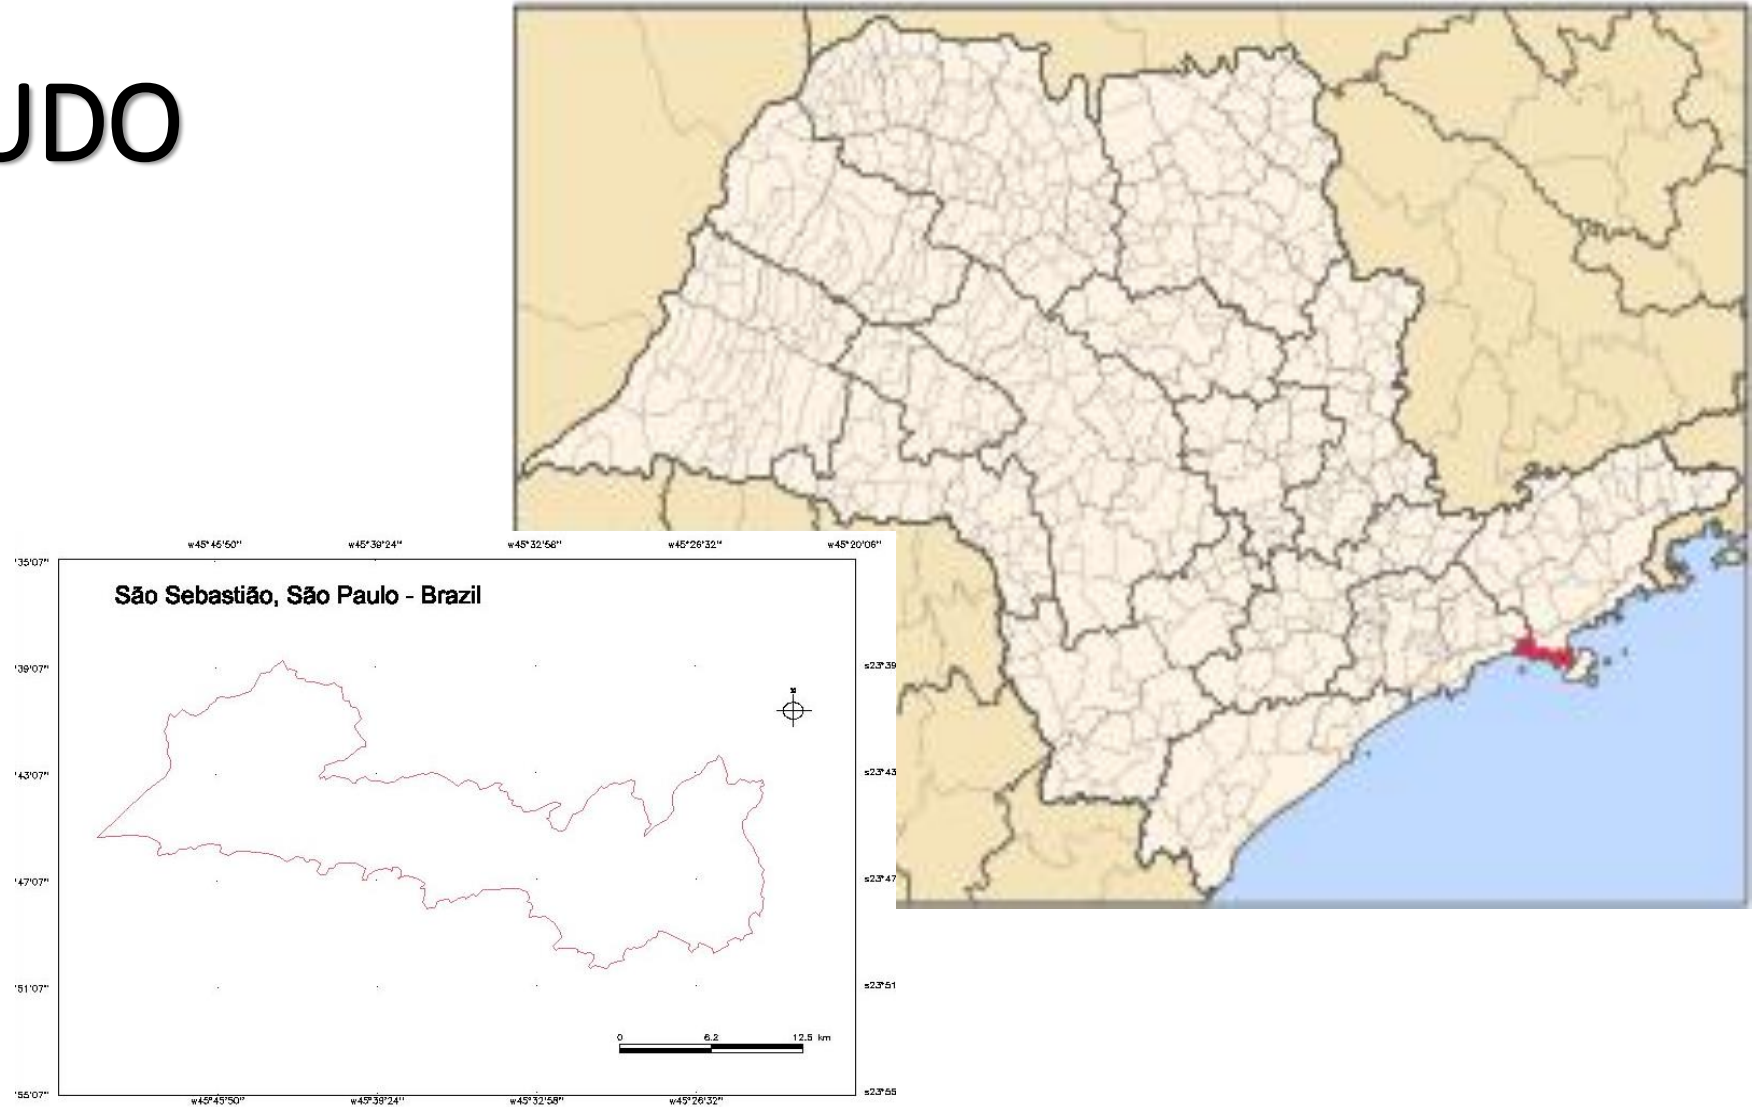 UDO
w45°45'50" w45°39'24" w45°32'58" w45°26'32" w45°20'06"
'35'07"
São Sebastião, São Paulo - Brazil
'39'07" s23°39
N
'43'07" s23°43
'47'07" s23°47
'51'07" s23°51
0 6.2 12.5 km
'55'07" s23°55
w45°45'50" w45°39'24" w45°32'58" w45°26'32"